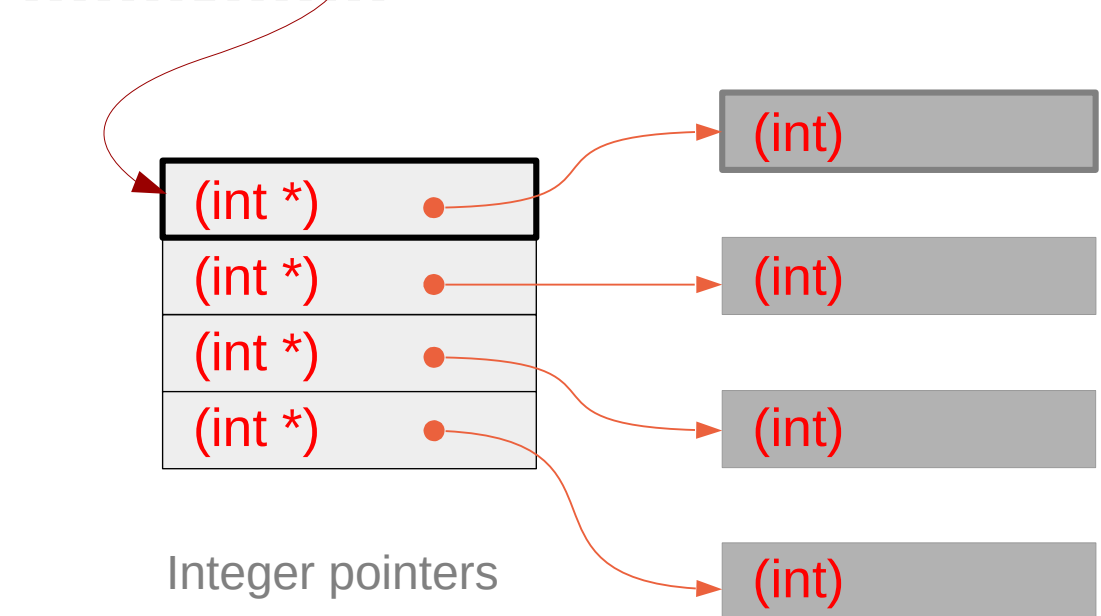 (int)
(int *)
(int *)
(int)
(int *)
(int *)
(int)
(int)
Integer pointers